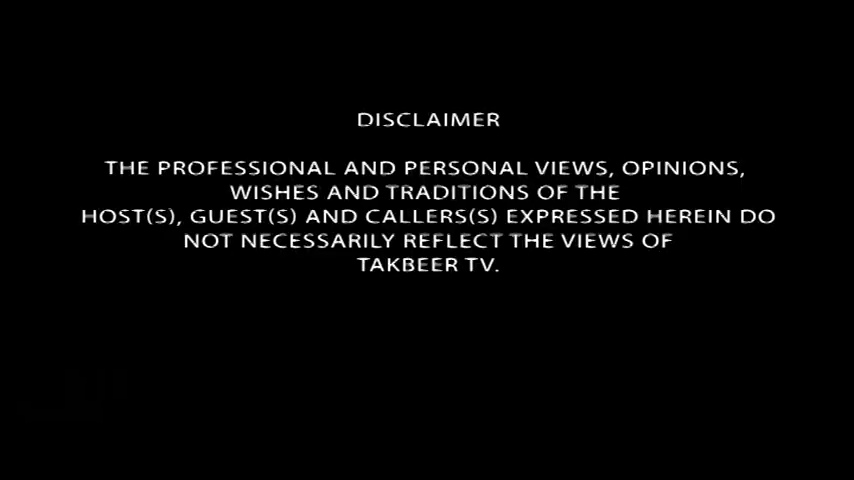 DISCLAIMER
THE PROFESSIONAL AND PERSONAL VIEWS, OPINIONS,
WISHES AND TRADITIONS OF THE
HOST(S), GUEST(S) AND CALLERS(S) EXPRESSED HEREIN DO
NOT NECESSARILY REFLECT THE VIEWS OF
TAKBEER TV.